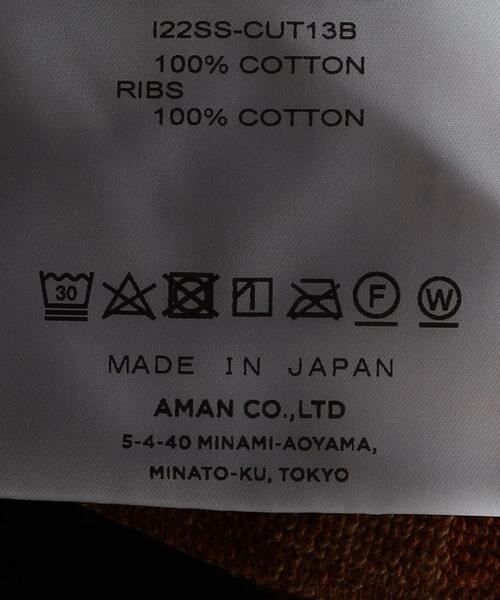 I22SS-CUT13B
100% COTTON
RIBS
100% COTTON
30 F W
MADE IN JAPAN
AMAN CO.,LTD
5-4-40 MINAMI-AOYAMA,
MINATO-KU, TOKYO